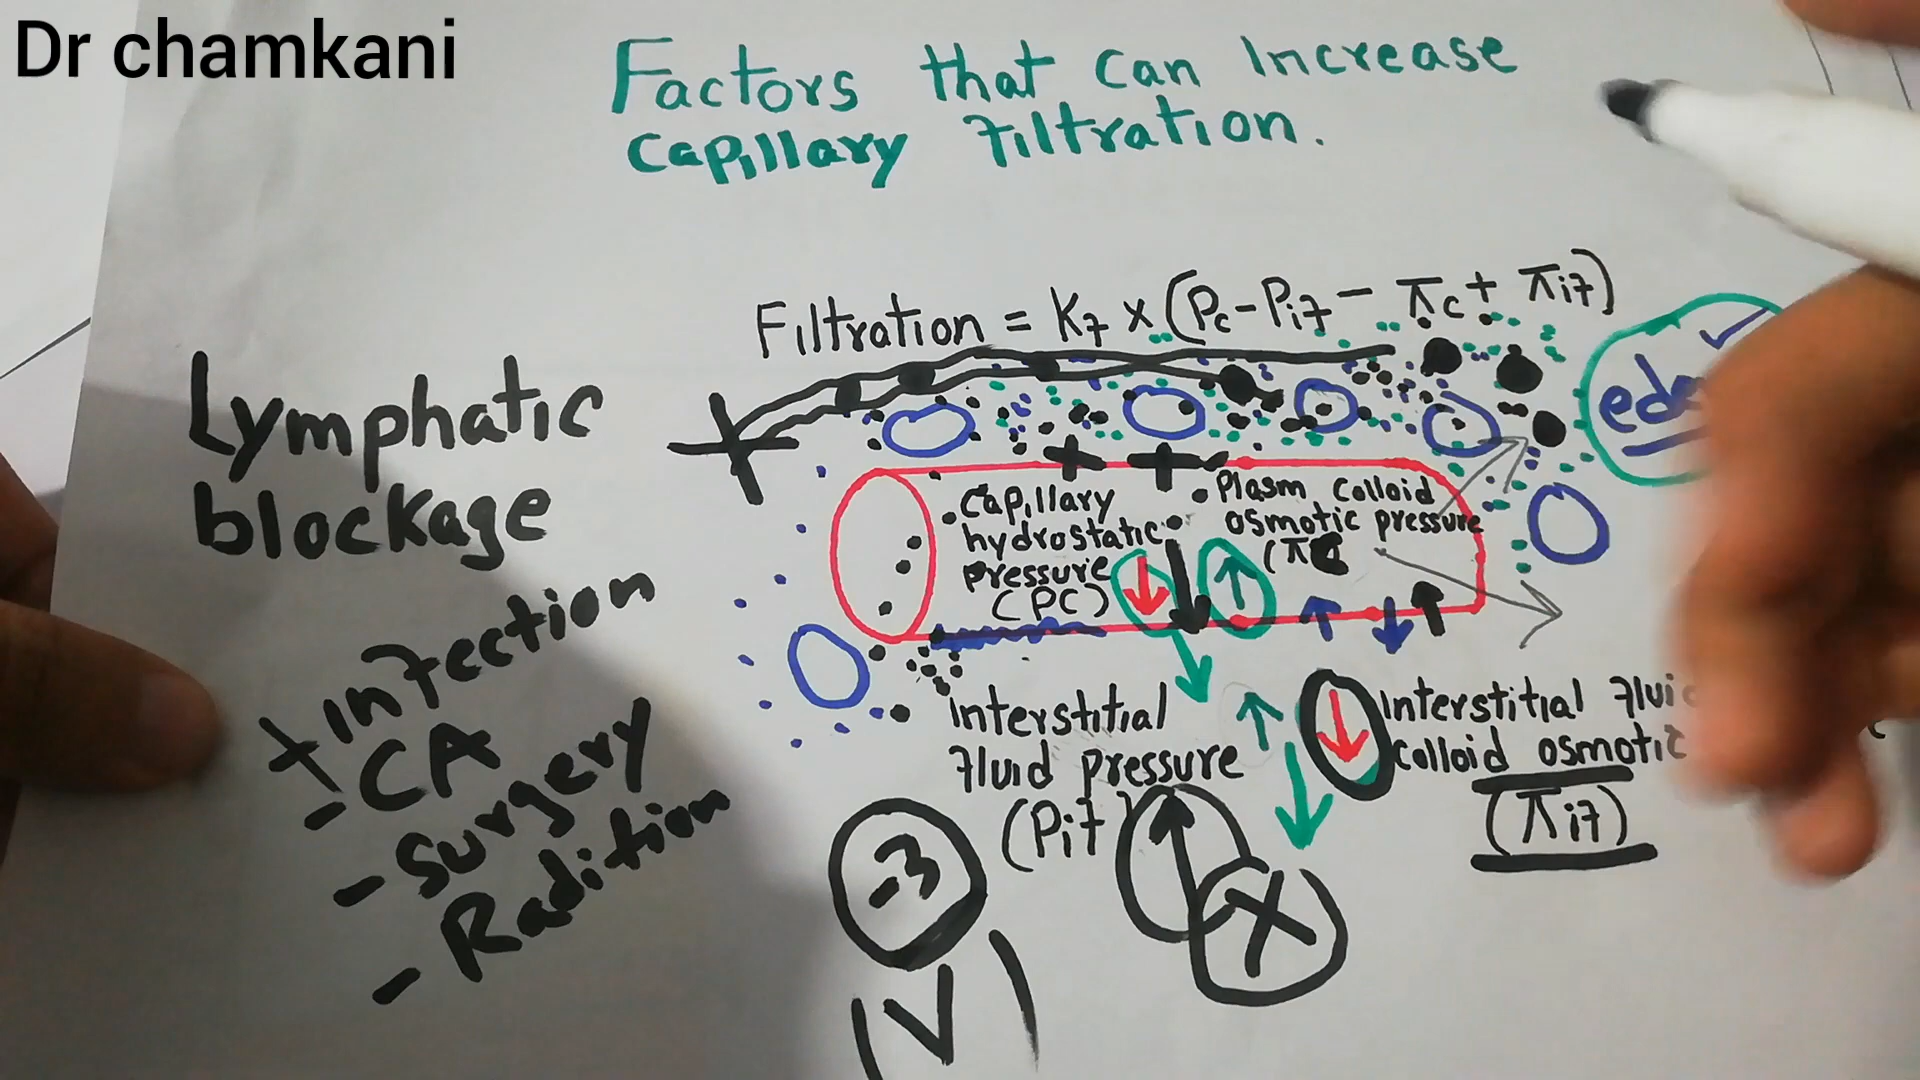 Dr chamkani
Factors that can Increase
Capillary Filtration.
Filtration = Kf × (Pc - Pif - πc + πif)
Lymphatic
blockage
+ Infection
- CA
- Surgery
- Radition
Capillary
hydrostatic
pressure
(PC)
Plasm Colloid
osmotic pressure
Interstitial
Fluid pressure
(Pif
Interstitial Fluid
Colloid osmotic
(πif)
-3